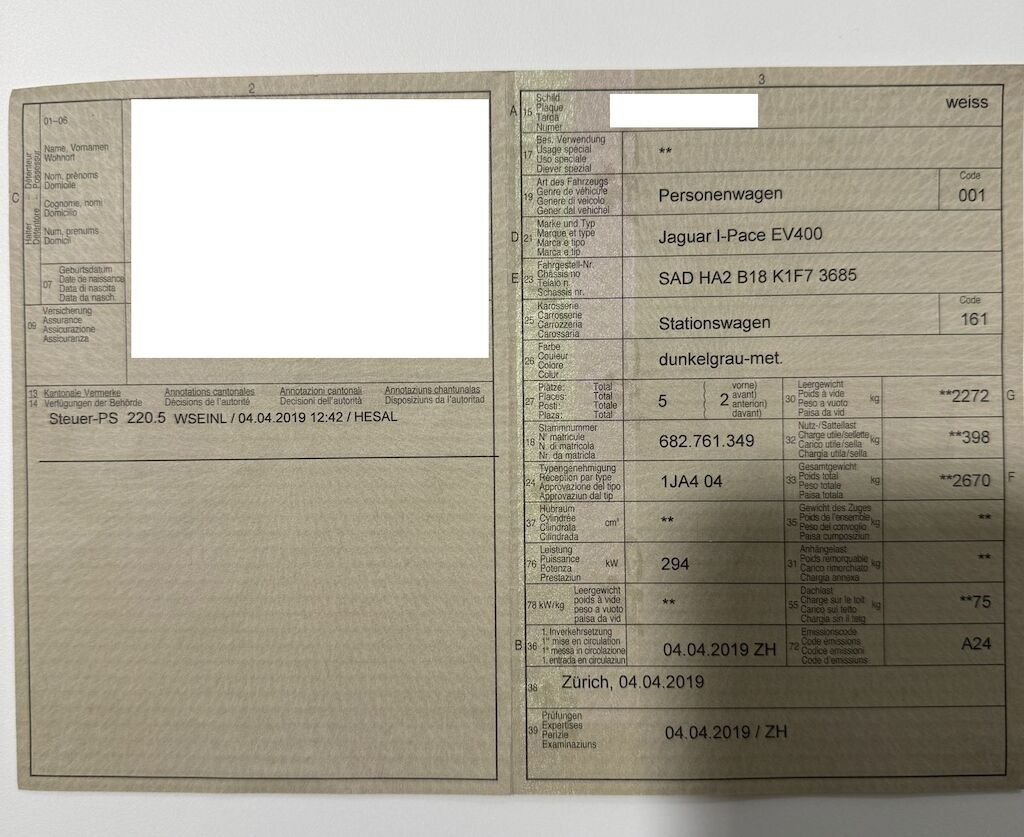 2
C
01–06
Halter – Détenteur
Detentore – Possessur
Name, Vornamen
Wohnort
Nom, prénoms
Domicile
Cognome, nomi
Domicilio
Num, prenums
Domicil
07
Geburtsdatum
Date de naissance
Data di nascita
Data da nasch.
09
Versicherung
Assurance
Assicurazione
Assicuranza
13 Kantonale Vermerke Annotations cantonales Annotazioni cantonali Annotaziuns chantunalas
14 Verfügungen der Behörde Décisions de l'autorité Decisioni dell'autorità Disposiziuns da l'autoritad
Steuer-PS 220.5 WSEINL / 04.04.2019 12:42 / HESAL
3
A 15
Schild
Plaque
Targa
Numer
weiss
17
Bes. Verwendung
Usage spécial
Uso speciale
Diever spezial
**
19
Art des Fahrzeugs
Genre de véhicule
Genere di veicolo
Gener dal vehichel
Personenwagen
Code
001
D 21
Marke und Typ
Marque et type
Marca e tipo
Marca e tip
Jaguar I-Pace EV400
E 23
Fahrgestell-Nr.
Châssis no
Telaio n.
Schassis nr.
SAD HA2 B18 K1F7 3685
25
Karosserie
Carrosserie
Carrozzeria
Carossaria
Stationswagen
Code
161
26
Farbe
Couleur
Colore
Colur
dunkelgrau-met.
27
Plätze: Total
Places: Total
Posti: Totale
Plazs: Total
5
( 2 vorne)
avant)
anteriori)
davant)
30
Leergewicht
Poids à vide
Peso a vuoto
Paisa da vid
kg
**2272
G
18
Stammnummer
N° matricule
N. di matricola
Nr. da matricla
682.761.349
32
Nutz-/Sattellast
Charge utile/sellette
Carico utile/sella
Chargia utila/sella
kg
**398
24
Typengenehmigung
Réception par type
Approvazione del tipo
Approvaziun dal tip
1JA4 04
33
Gesamtgewicht
Poids total
Peso totale
Paisa totala
kg
**2670
F
37
Hubraum
Cylindrée
Cilindrata
Cilindrada
cm³
**
35
Gewicht des Zuges
Poids de l'ensemble
Peso del convoglio
Paisa cumposiziun
kg
**
76
Leistung
Puissance
Potenza
Prestaziun
kW
294
31
Anhängelast
Poids remorquable
Carico rimorchiato
Chargia annexa
kg
**
78 kW/kg
Leergewicht
poids à vide
peso a vuoto
paisa da vid
**
55
Dachlast
Charge sur le toit
Carico sul tetto
Chargia sin il tetg
kg
**75
B 36
1. Inverkehrsetzung
1re mise en circulation
1a messa in circolazione
1. entrada en circulaziun
04.04.2019 ZH
72
Emissionscode
Code émissions
Codice emissioni
Code d'emissiuns
A24
38
Zürich, 04.04.2019
39
Prüfungen
Expertises
Perizie
Examinaziuns
04.04.2019 / ZH